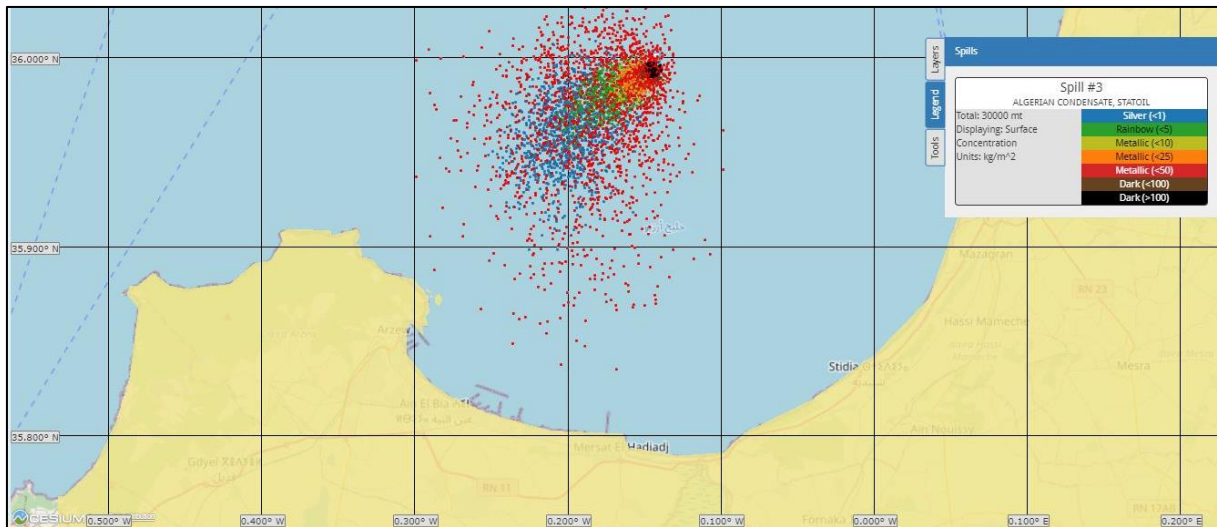 36.000° N
35.900° N
35.800° N
0.500° W
0.400° W
0.300° W
0.200° W
0.100° W
0.000° W
0.100° E
0.200° E
Layers
Legend
Tools
Spills
Spill #3
ALGERIAN CONDENSATE, STATOIL
Total: 30000 mt
Displaying: Surface
Concentration
Units: kg/m^2
Silver (<1)
Rainbow (<5)
Metallic (<10)
Metallic (<25)
Metallic (<50)
Dark (<100)
Dark (>100)
Mazagran
RN 23
Hassi Mameche
Mesra
Stidia
Ain Nouissy
Arzew
Ain El Bia
عين البية
Mersat El Hadjadj
Gdyel
RN 11
Fornaka
RN 17AB
CESIUM